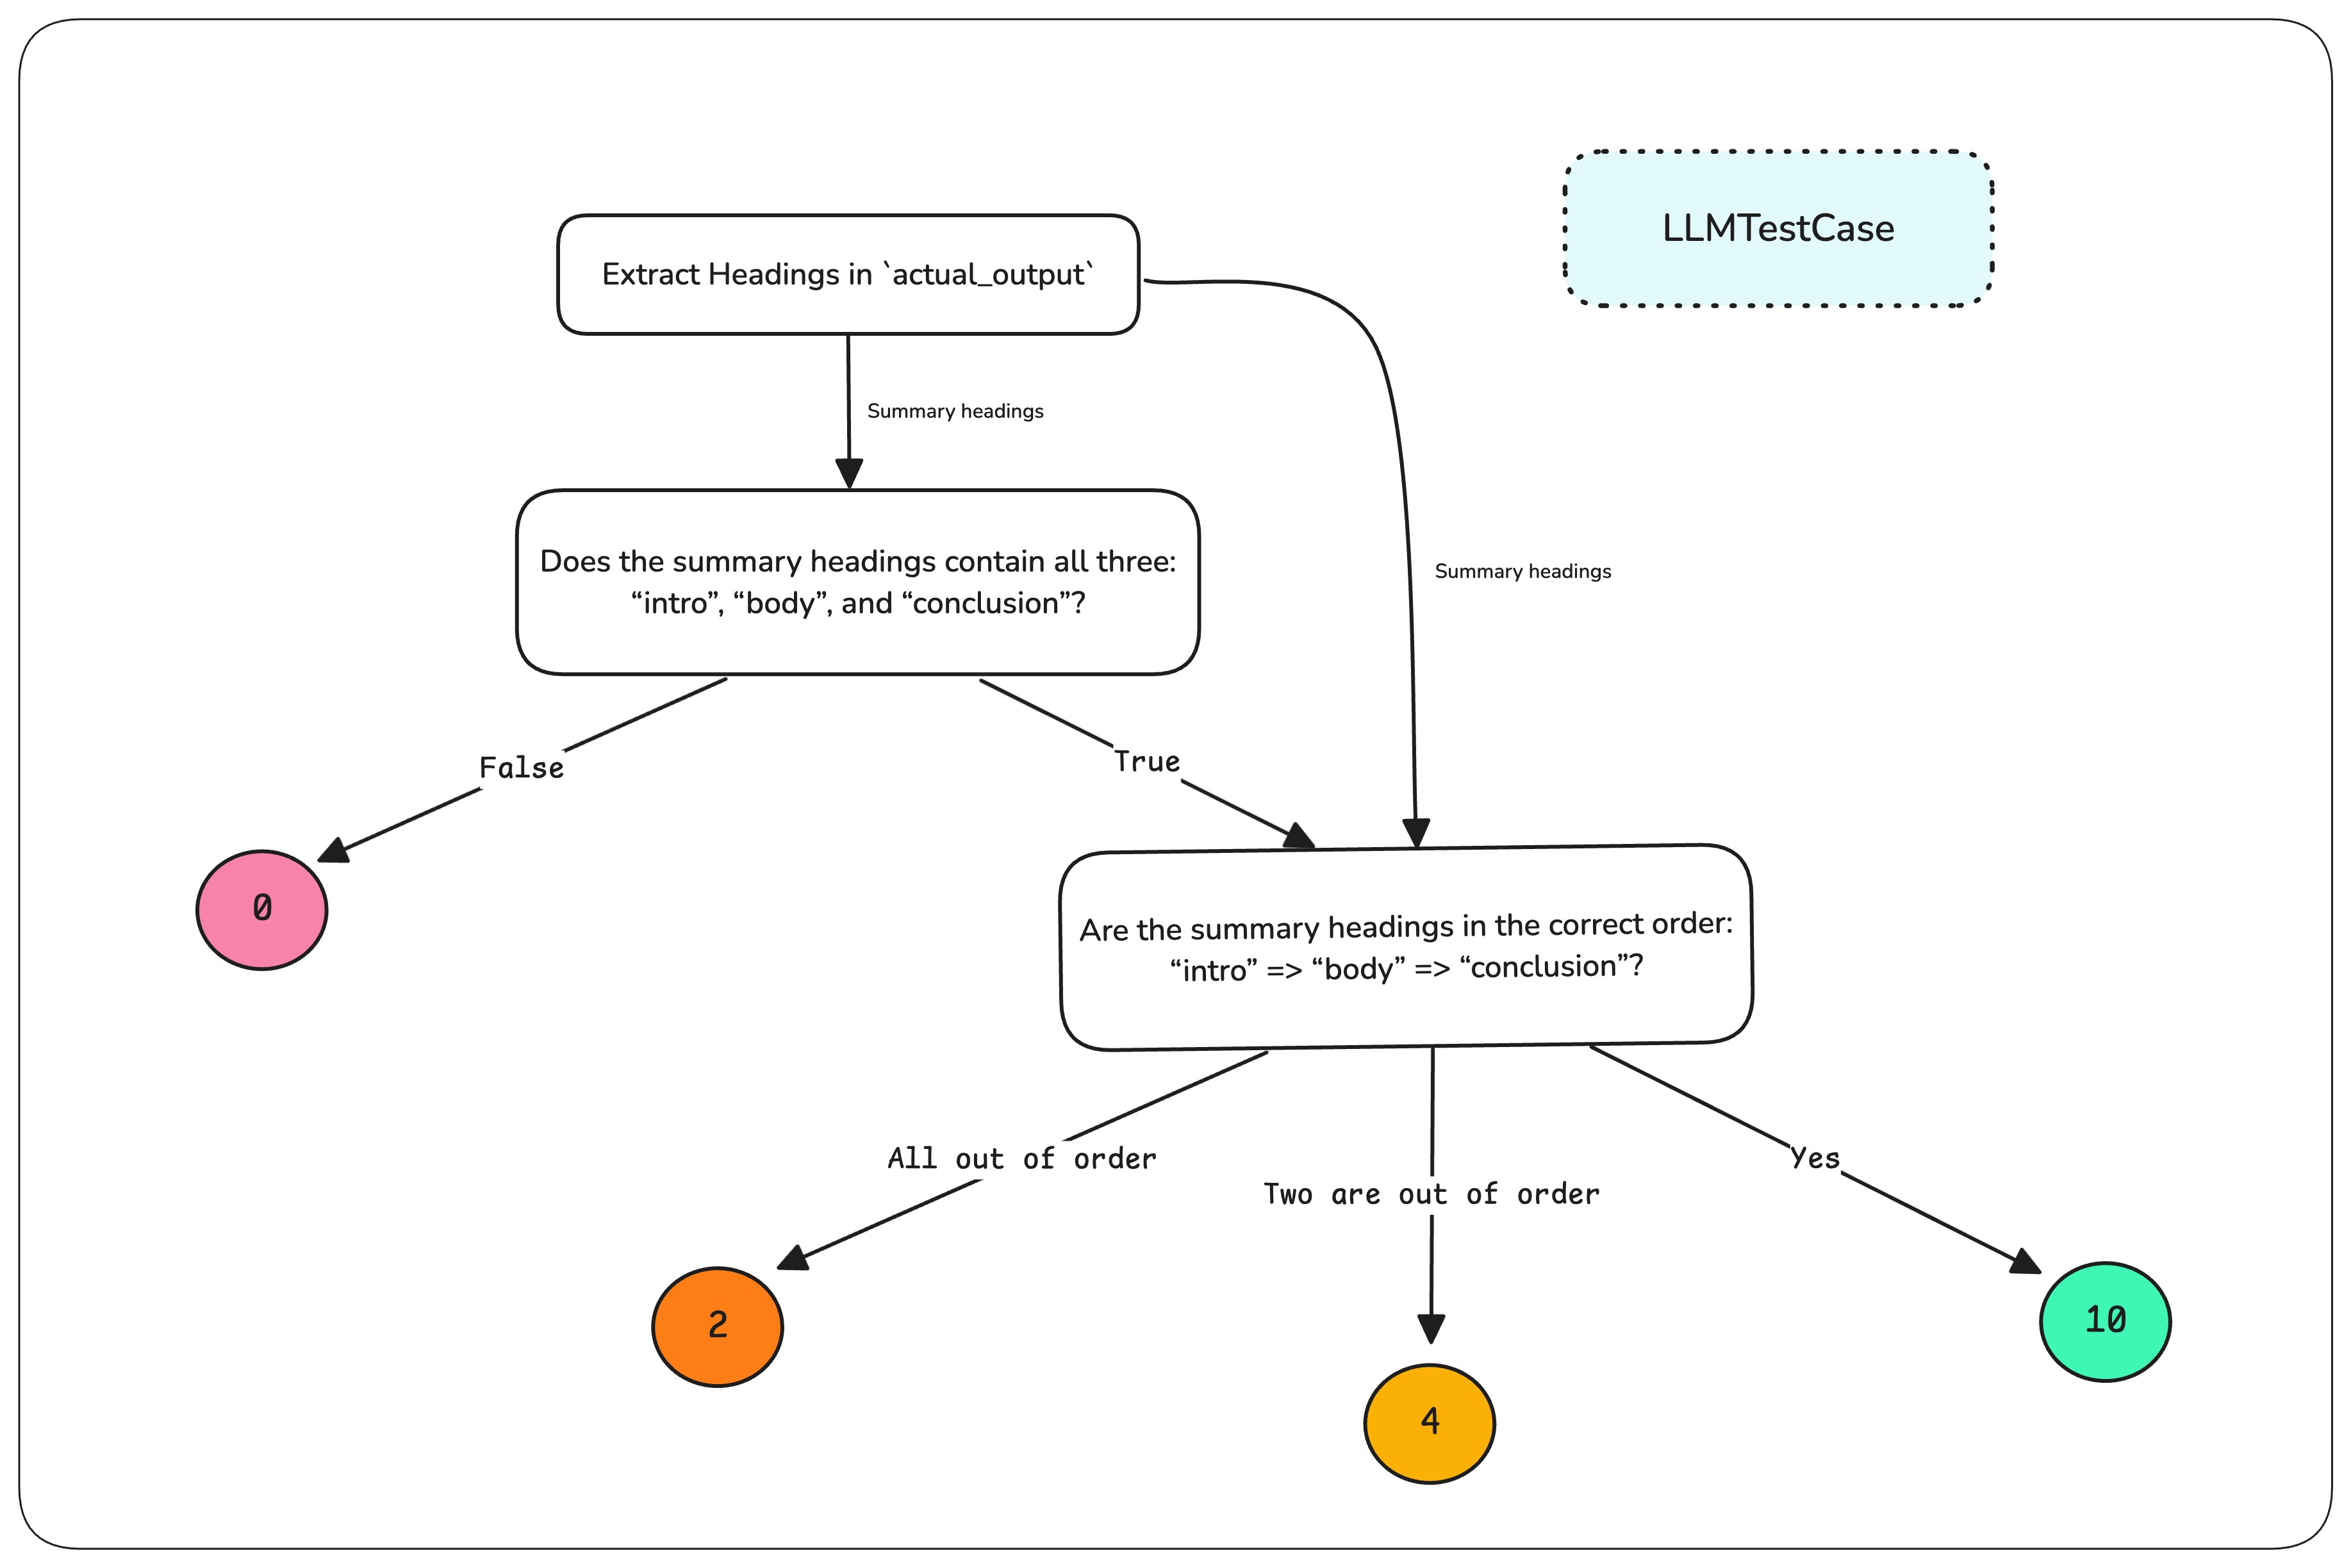 LLMTestCase
Extract Headings in `actual_output`
Summary headings
Does the summary headings contain all three:
“intro”, “body”, and “conclusion”?
Summary headings
False
True
0
Are the summary headings in the correct order:
“intro” => “body” => “conclusion”?
All out of order
Two are out of order
Yes
2
4
10